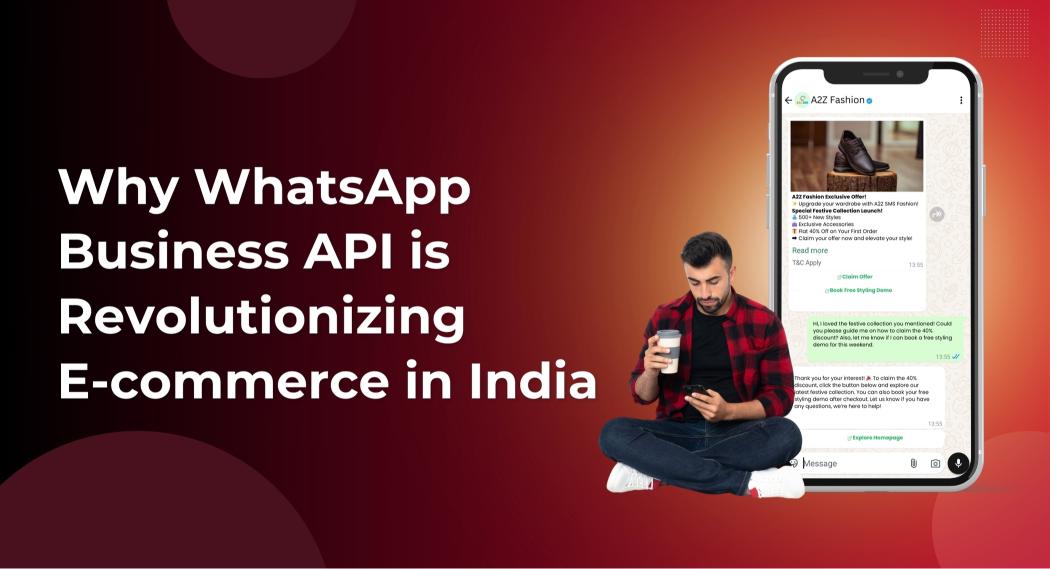 Why WhatsApp
Business API is
Revolutionizing
E-commerce in India
A2Z Fashion
A2Z Fashion Exclusive Offer!
Upgrade your wardrobe with A2Z SMS Fashion!
Special Festive Collection Launch!
500+ New Styles
Exclusive Accessories
Flat 40% Off on Your First Order
Claim your offer now and elevate your style!
Read more
T&C Apply
13:55
Claim Offer
Book Free Styling Demo
Hi, I loved the festive collection you mentioned! Could
you please guide me on how to claim the 40%
discount? Also, let me know if I can book a free styling
demo for this weekend.
13:55
Thank you for your interest! To claim the 40%
discount, click the button below and explore our
latest festive collection. You can also book your free
styling demo after checkout. Let us know if you have
any questions, we're here to help!
13:55
Explore Homepage
Message